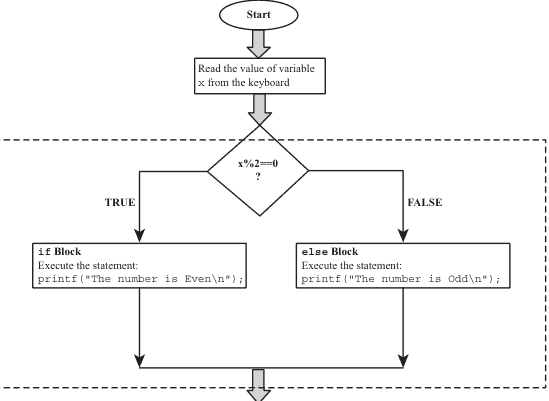 Start
Read the value of variable
x from the keyboard
x%2==0
?
TRUE
FALSE
if Block
Execute the statement:
printf("The number is Even\n");
else Block
Execute the statement:
printf("The number is Odd\n");